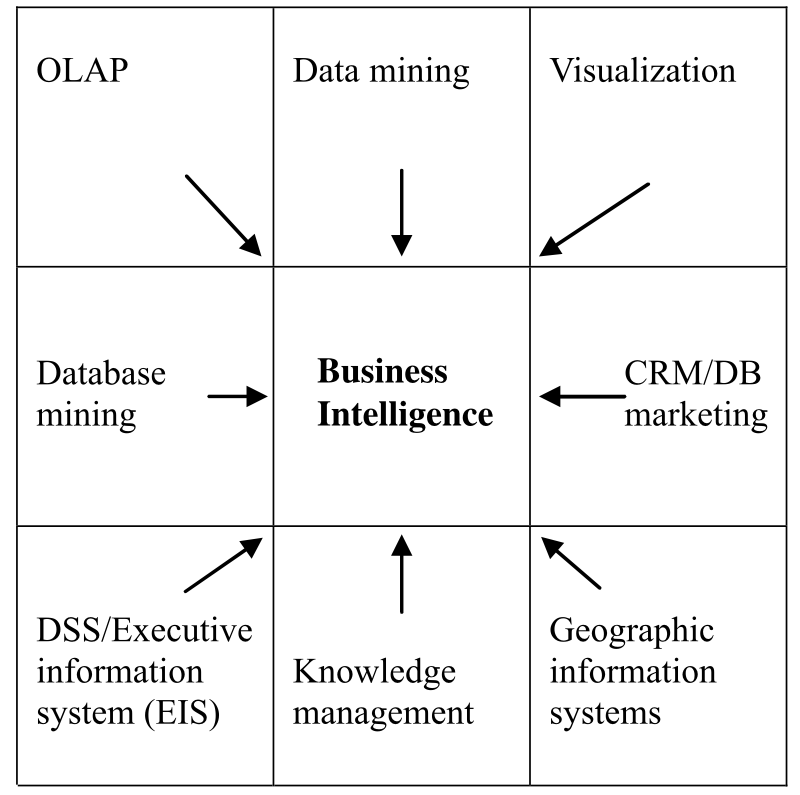 OLAP
Data mining
Visualization
Database
mining
Business
Intelligence
CRM/DB
marketing
DSS/Executive
information
system (EIS)
Knowledge
management
Geographic
information
systems